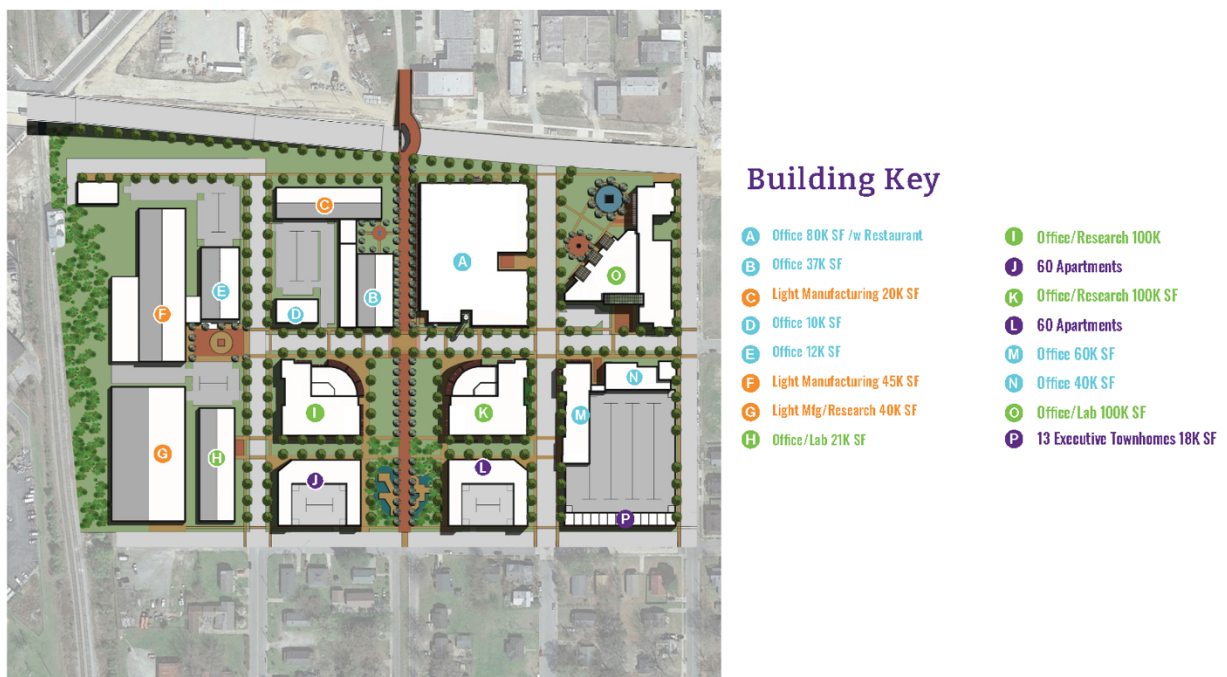 Building Key
A Office 80K SF /w Restaurant
B Office 37K SF
C Light Manufacturing 20K SF
D Office 10K SF
E Office 12K SF
F Light Manufacturing 45K SF
G Light Mfg/Research 40K SF
H Office/Lab 21K SF
I Office/Research 100K
J 60 Apartments
K Office/Research 100K SF
L 60 Apartments
M Office 60K SF
N Office 40K SF
O Office/Lab 100K SF
P 13 Executive Townhomes 18K SF
C
A
O
E
B
F
D
N
I
K
M
G
H
J
L
P